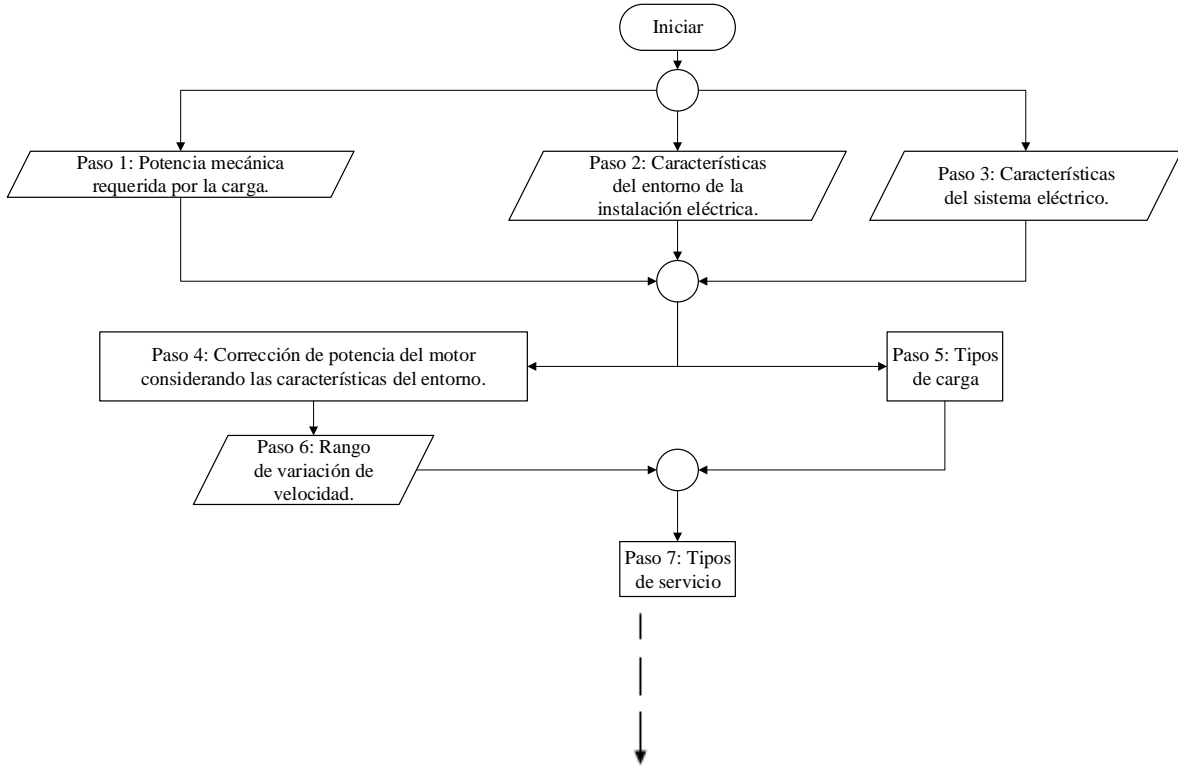 Iniciar
Paso 1: Potencia mecánica
requerida por la carga.
Paso 2: Características
del entorno de la
instalación eléctrica.
Paso 3: Características
del sistema eléctrico.
Paso 4: Corrección de potencia del motor
considerando las características del entorno.
Paso 5: Tipos
de carga
Paso 6: Rango
de variación de
velocidad.
Paso 7: Tipos
de servicio